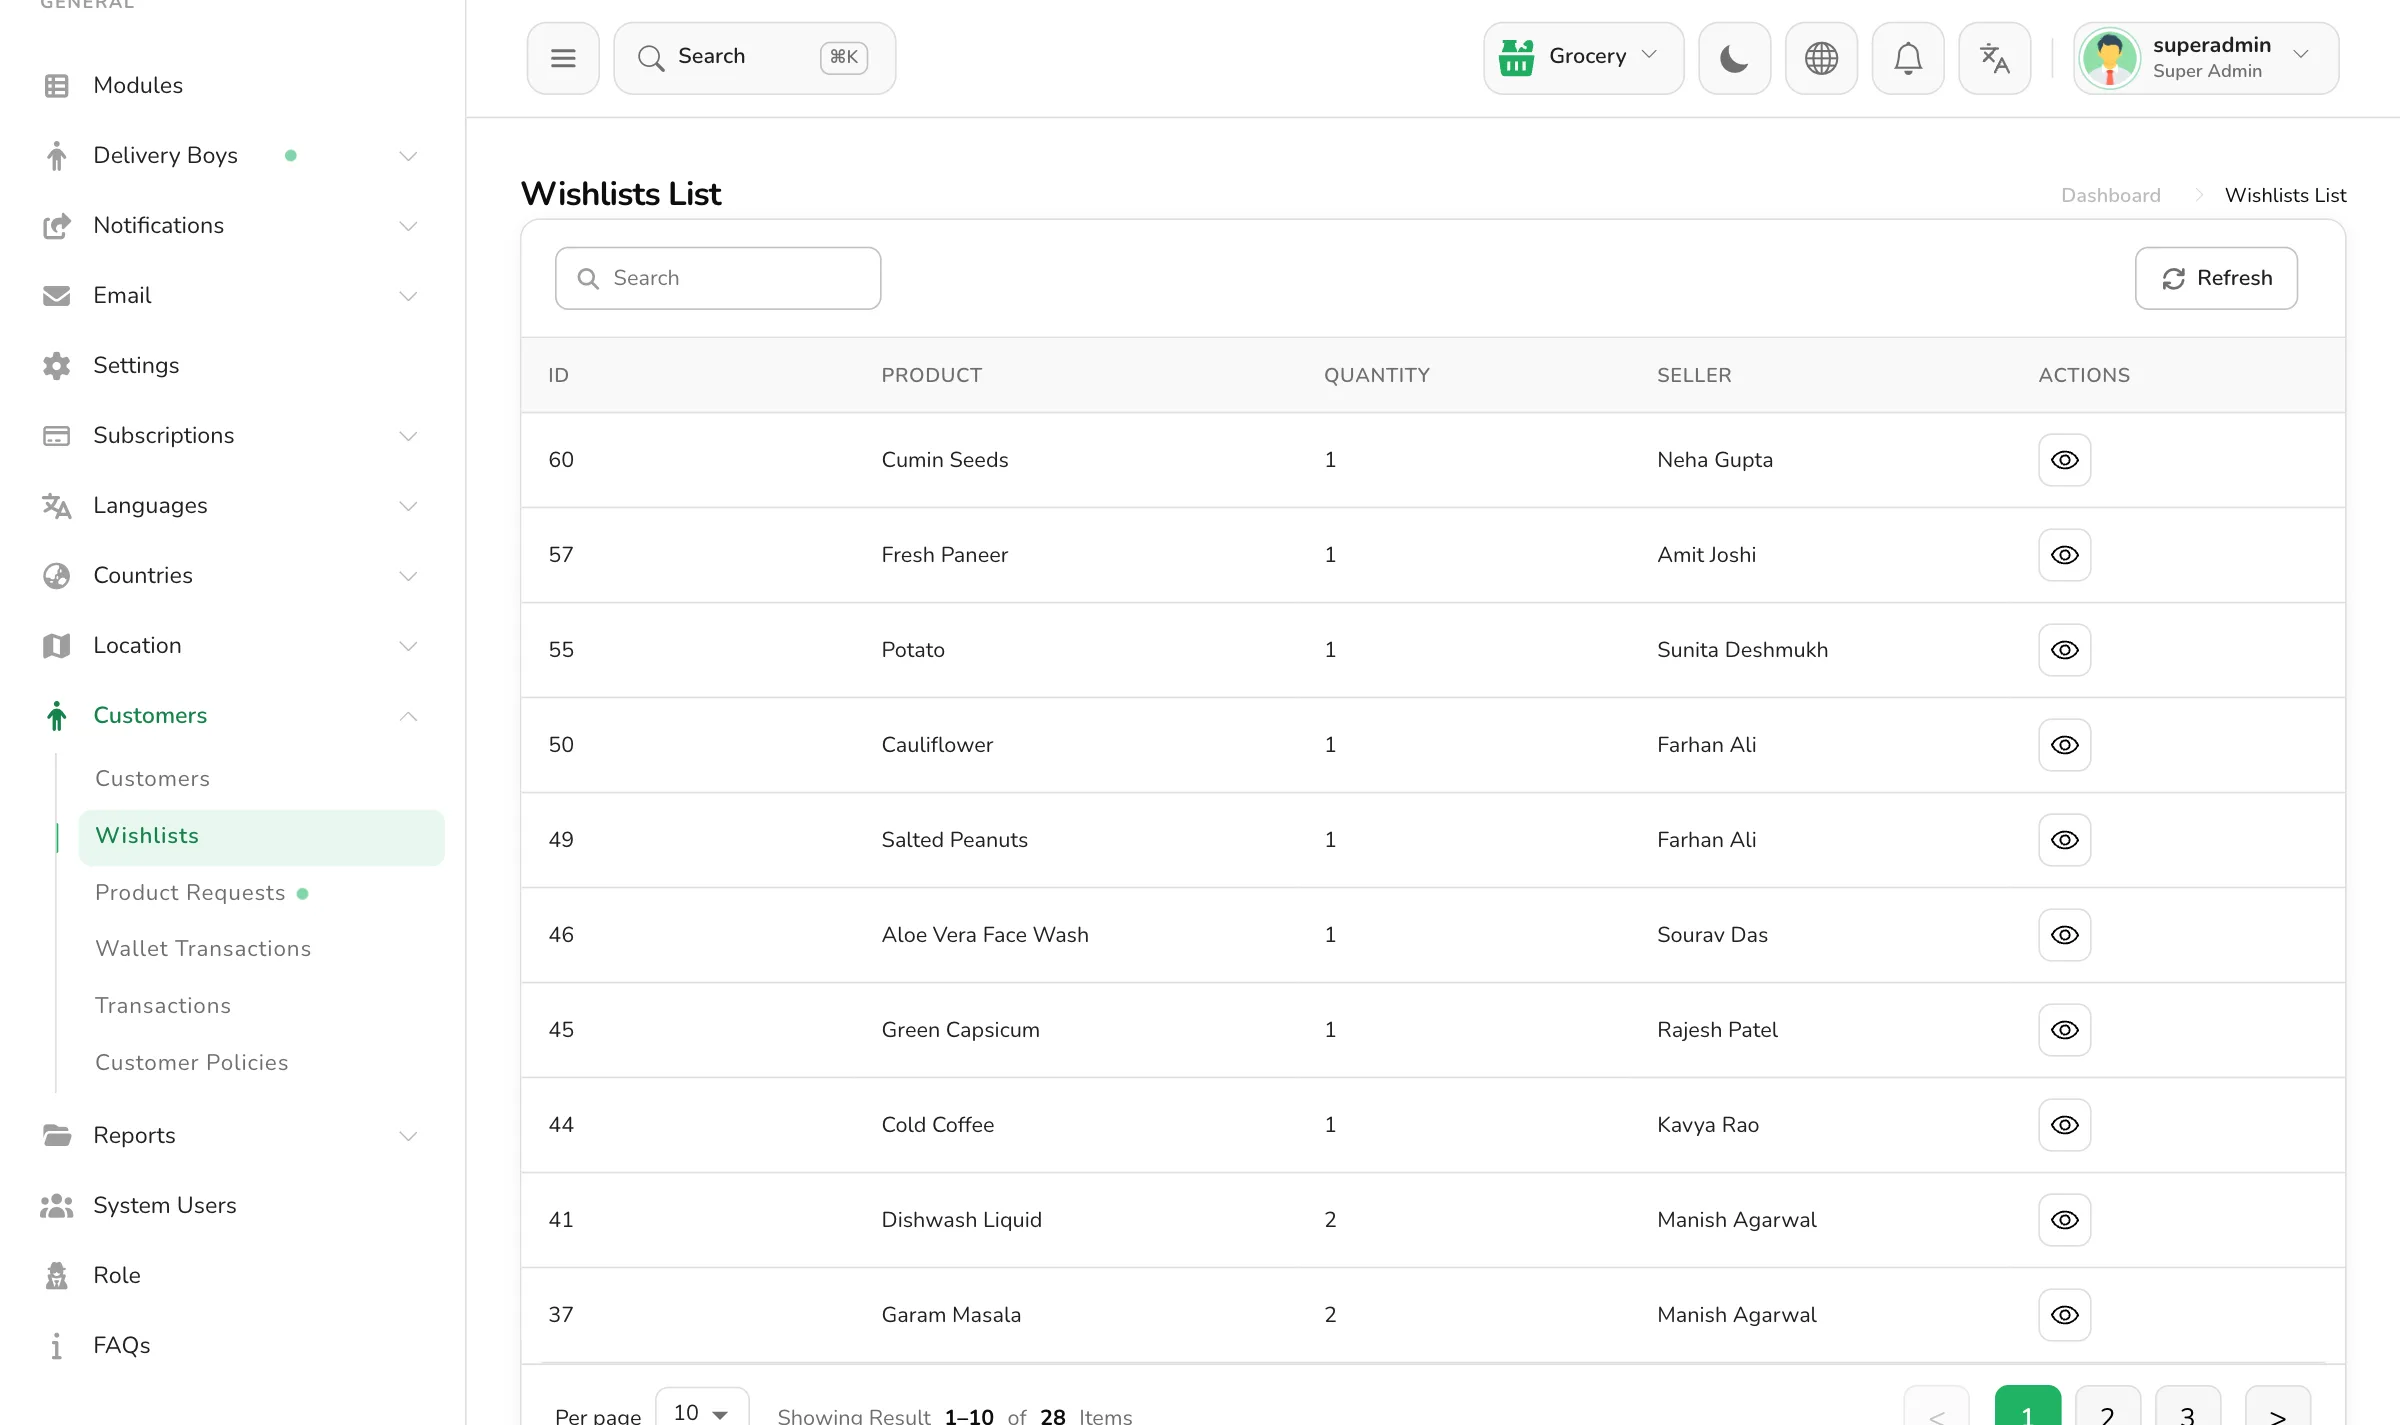 GENERAL
Modules
Delivery Boys
Notifications
Email
Settings
Subscriptions
Languages
Countries
Location
Customers
Customers
Wishlists
Product Requests
Wallet Transactions
Transactions
Customer Policies
Reports
System Users
Role
FAQs
Search ⌘K
Grocery
superadmin
Super Admin
Wishlists List
Dashboard > Wishlists List
Search
Refresh
ID PRODUCT QUANTITY SELLER ACTIONS
60 Cumin Seeds 1 Neha Gupta
57 Fresh Paneer 1 Amit Joshi
55 Potato 1 Sunita Deshmukh
50 Cauliflower 1 Farhan Ali
49 Salted Peanuts 1 Farhan Ali
46 Aloe Vera Face Wash 1 Sourav Das
45 Green Capsicum 1 Rajesh Patel
44 Cold Coffee 1 Kavya Rao
41 Dishwash Liquid 2 Manish Agarwal
37 Garam Masala 2 Manish Agarwal
Per page 10 Showing Result 1–10 of 28 Items < 1 2 3 >